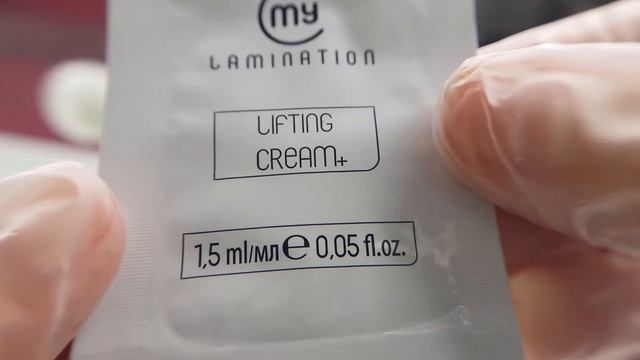 my
LAMINATION
LIFTING
CREAM+
1,5 ml/мл ℮ 0,05 fl.oz.